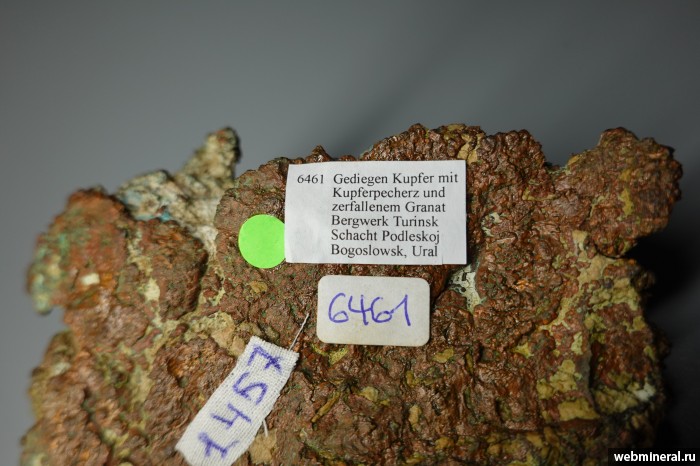 6461 Gediegen Kupfer mit
Kupferpecherz und
zerfallenem Granat
Bergwerk Turinsk
Schacht Podleskoj
Bogoslowsk, Ural
6461
1457
webmineral.ru